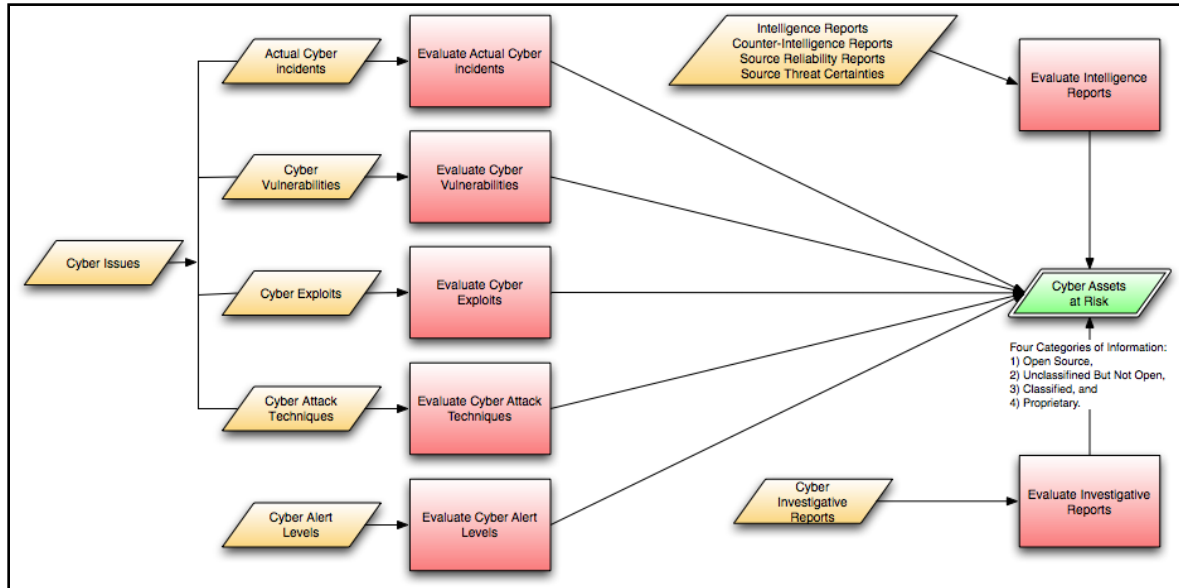 Actual Cyber
incidents
Evaluate Actual Cyber
incidents
Intelligence Reports
Counter-Intelligence Reports
Source Reliability Reports
Source Threat Certainties
Evaluate Intelligence
Reports
Cyber
Vulnerabilities
Evaluate Cyber
Vulnerabilities
Cyber Issues
Cyber Exploits
Evaluate Cyber
Exploits
Cyber Assets
at Risk
Four Categories of Information:
1) Open Source,
2) Unclassifined But Not Open,
3) Classified, and
4) Proprietary.
Cyber Attack
Techniques
Evaluate Cyber Attack
Techniques
Cyber Alert
Levels
Evaluate Cyber Alert
Levels
Cyber
Investigative
Reports
Evaluate Investigative
Reports